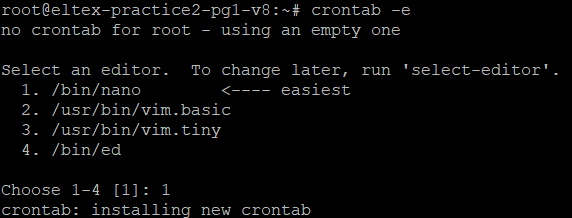 root@eltex-practice2-pg1-v8:~# crontab -e
no crontab for root - using an empty one
Select an editor.  To change later, run 'select-editor'.
  1. /bin/nano        <---- easiest
  2. /usr/bin/vim.basic
  3. /usr/bin/vim.tiny
  4. /bin/ed
Choose 1-4 [1]: 1
crontab: installing new crontab